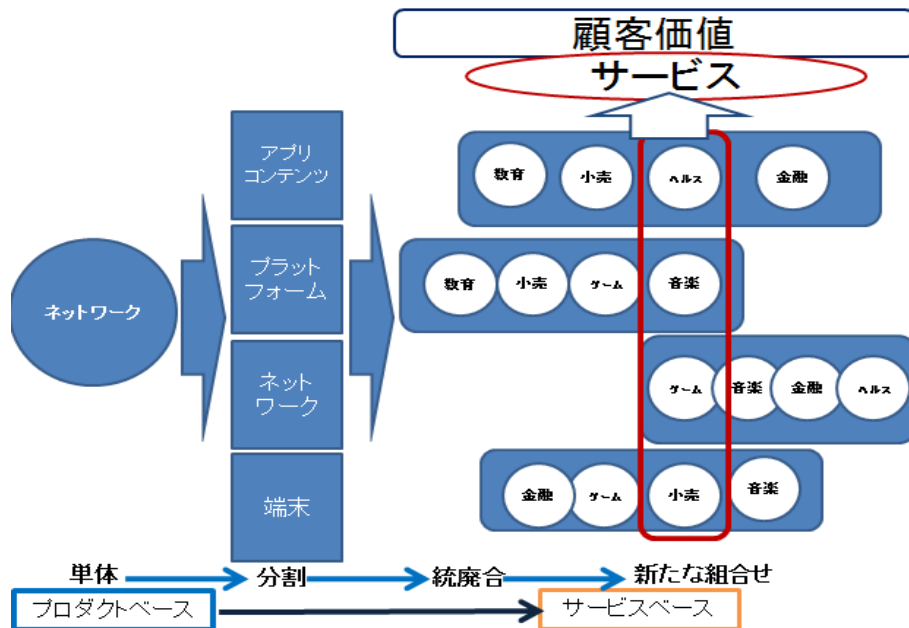 顧客価値
サービス
アプリ
コンテンツ
プラット
フォーム
ネット
ワーク
端末
ネットワーク
教育
小売
ヘルス
金融
教育
小売
ゲーム
音楽
ゲーム
音楽
金融
ヘルス
金融
ゲーム
小売
音楽
単体
分割
統廃合
新たな組合せ
プロダクトベース
サービスベース